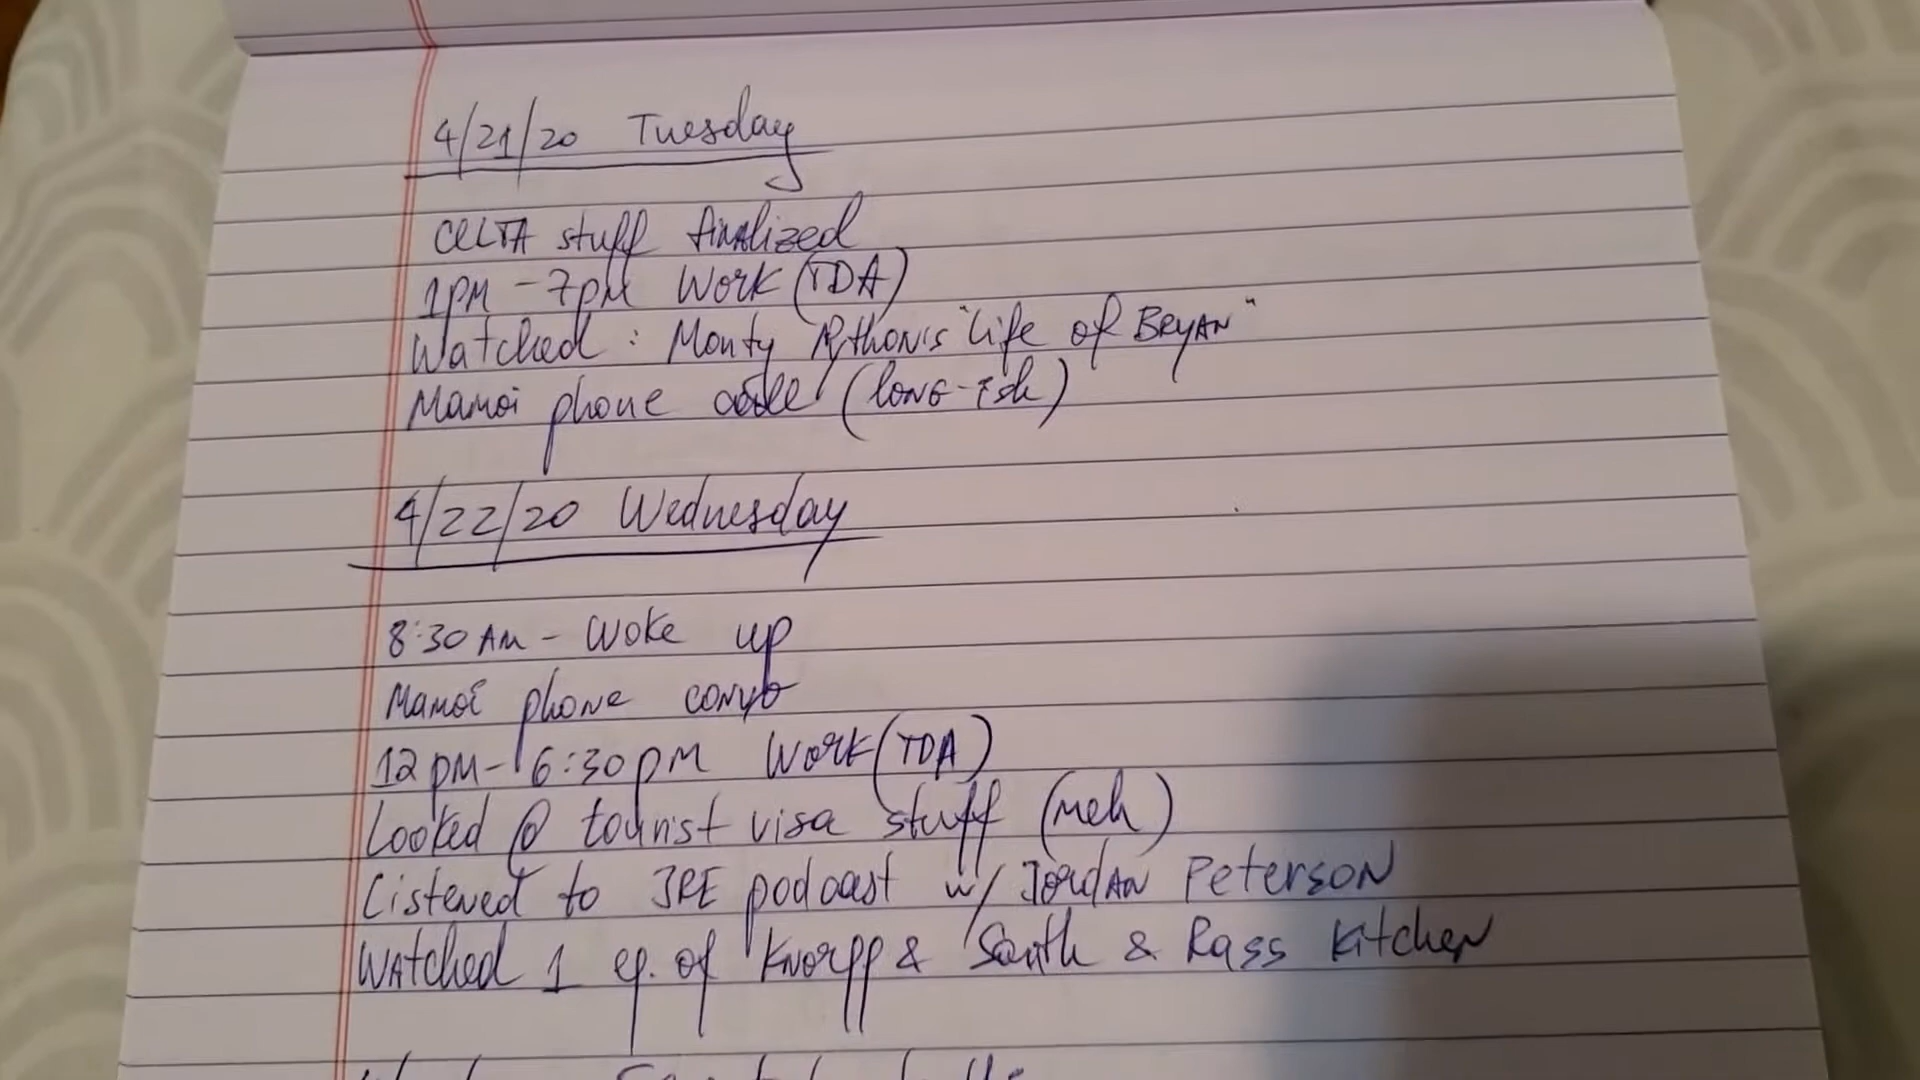 4/21/20 Tuesday
CELTA stuff finalized
1PM - 7PM Work (TDA)
Watched : Monty Python's "Life of BRYAN"
Mamoi phone (long-ish)
4/22/20 Wednesday
8:30 AM - Woke up
Mamoi phone convo
12 PM - 6:30 PM Work (TDA)
Looked @ tourist visa stuff (meh)
Listened to JRE podcast w/ Jordan Peterson
Watched 1 ep. of Knorpp & South & Rass Kitchen